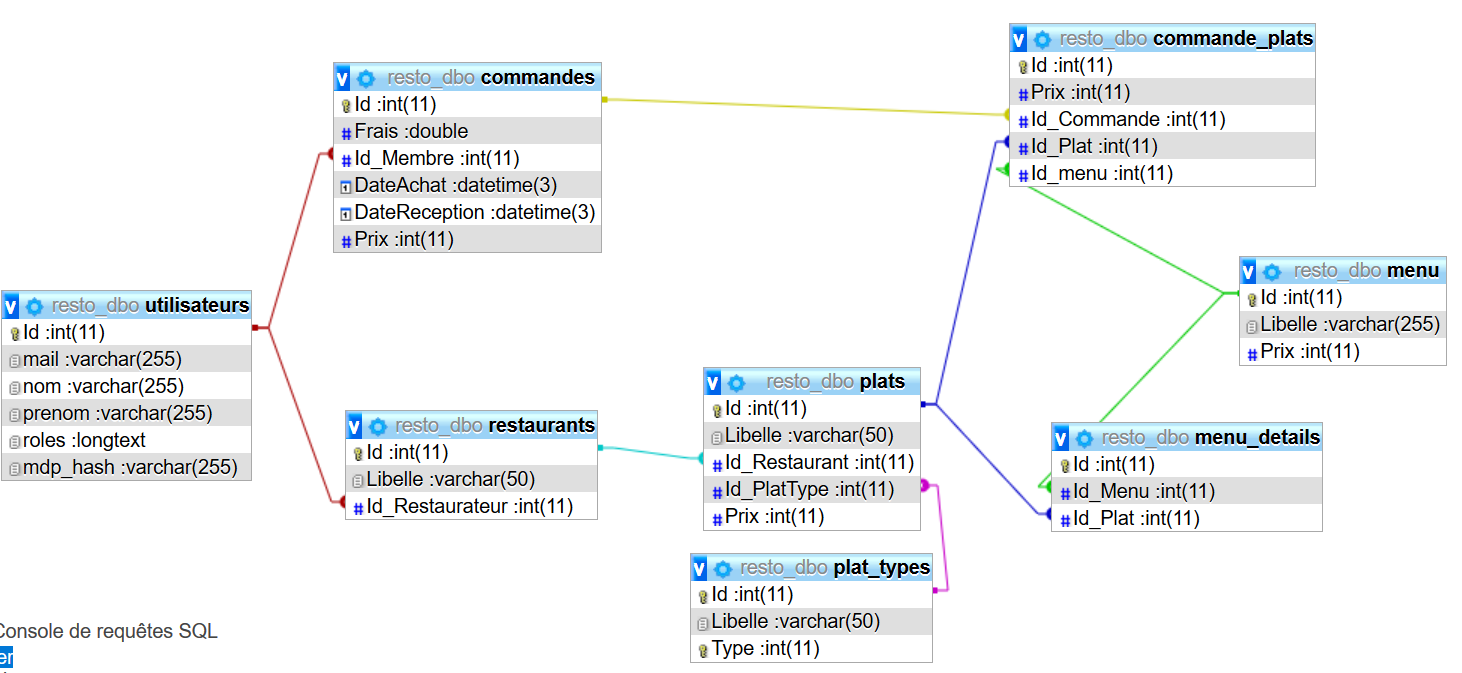 resto_dbo commande_plats
Id :int(11)
Prix :int(11)
Id_Commande :int(11)
Id_Plat :int(11)
Id_menu :int(11)
resto_dbo commandes
Id :int(11)
Frais :double
Id_Membre :int(11)
DateAchat :datetime(3)
DateReception :datetime(3)
Prix :int(11)
resto_dbo menu
Id :int(11)
Libelle :varchar(255)
Prix :int(11)
resto_dbo utilisateurs
Id :int(11)
mail :varchar(255)
nom :varchar(255)
prenom :varchar(255)
roles :longtext
mdp_hash :varchar(255)
resto_dbo plats
Id :int(11)
Libelle :varchar(50)
Id_Restaurant :int(11)
Id_PlatType :int(11)
Prix :int(11)
resto_dbo restaurants
Id :int(11)
Libelle :varchar(50)
Id_Restaurateur :int(11)
resto_dbo menu_details
Id :int(11)
Id_Menu :int(11)
Id_Plat :int(11)
resto_dbo plat_types
Id :int(11)
Libelle :varchar(50)
Type :int(11)
Console de requêtes SQL
er